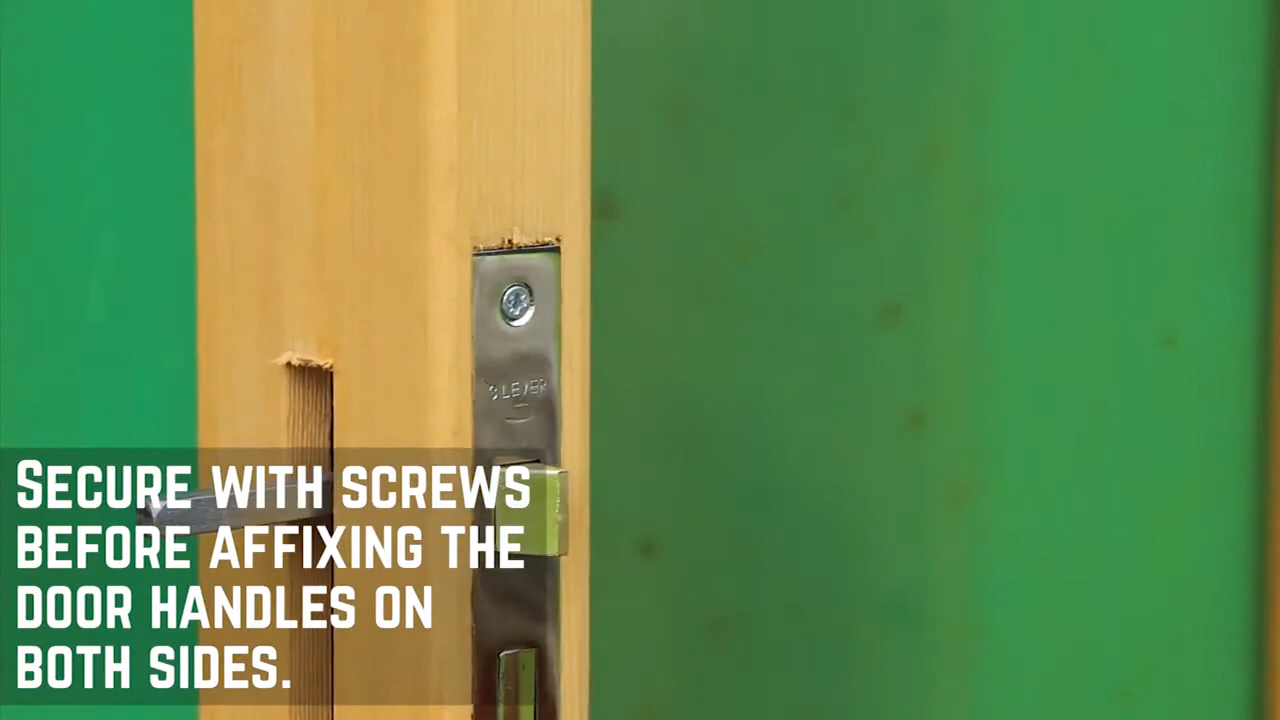 3 LEVER
Secure with screws
before affixing the
door handles on
both sides.